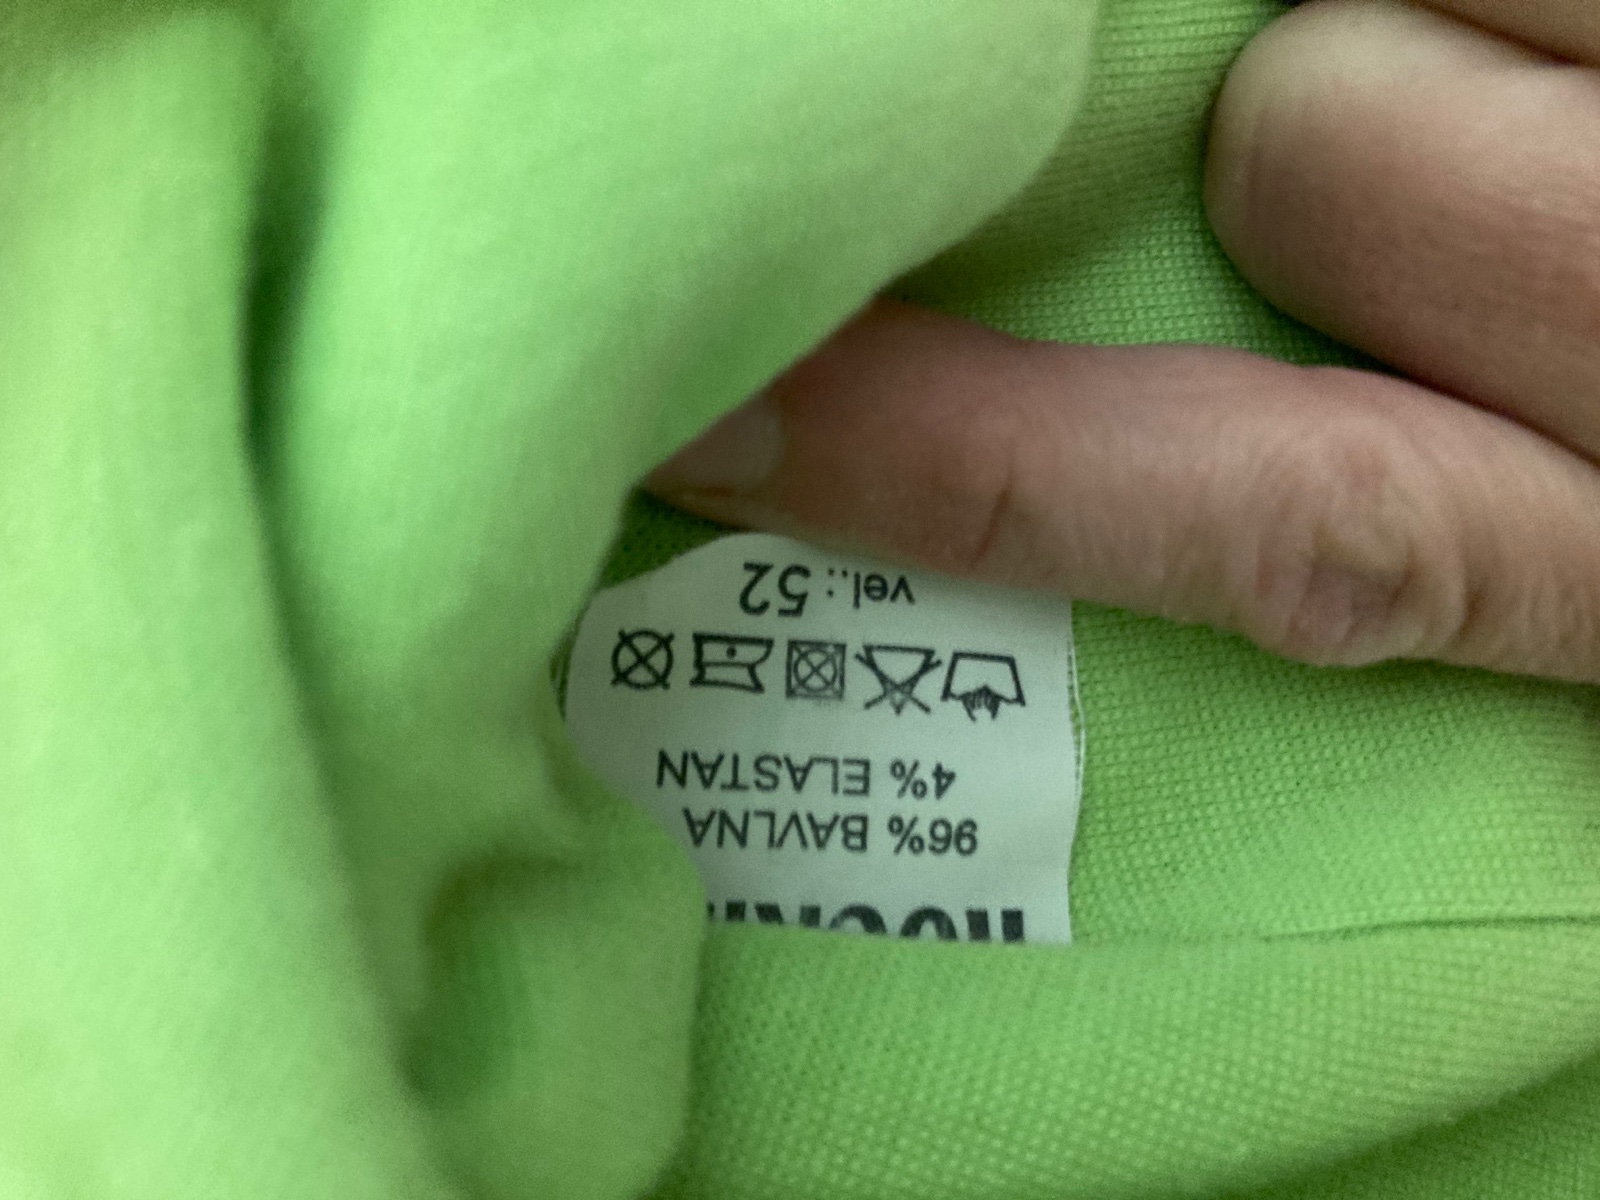 96% BAVLNA
4% ELASTAN
vel.: 52